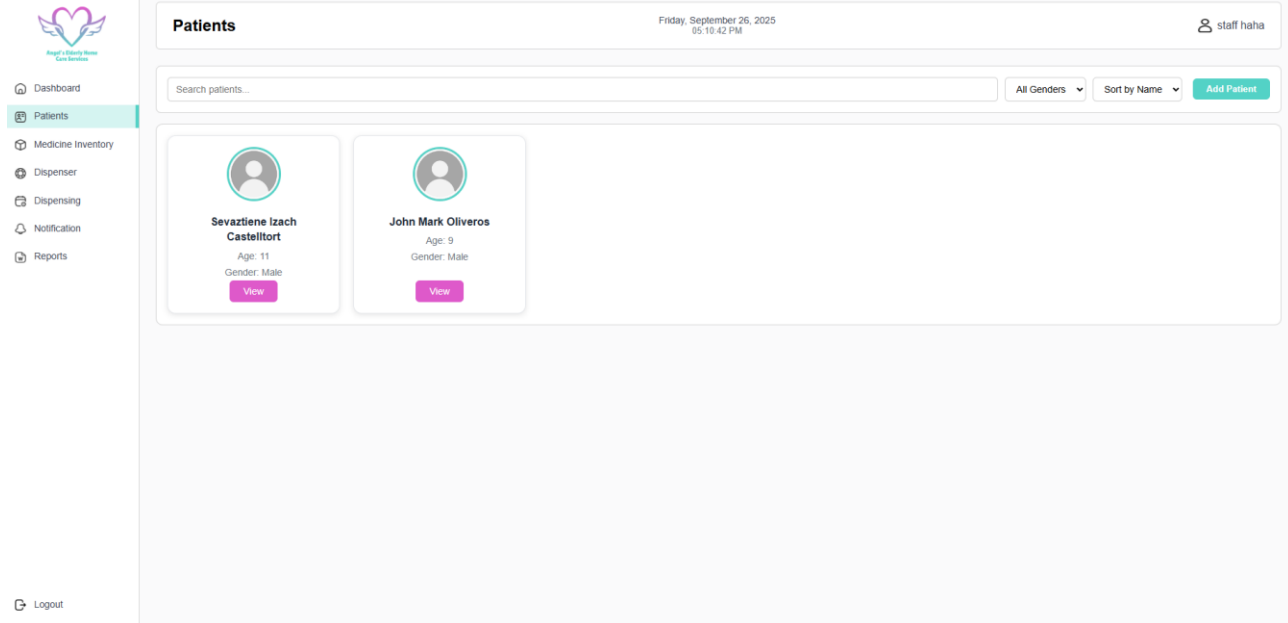 Angel's Elderly Home
Care Services
Dashboard
Patients
Medicine Inventory
Dispenser
Dispensing
Notification
Reports
Logout
Patients
Friday, September 26, 2025
05:10:42 PM
staff haha
Search patients...
All Genders
Sort by Name
Add Patient
Sevaztiene Izach
Castelltort
Age: 11
Gender: Male
View
John Mark Oliveros
Age: 9
Gender: Male
View